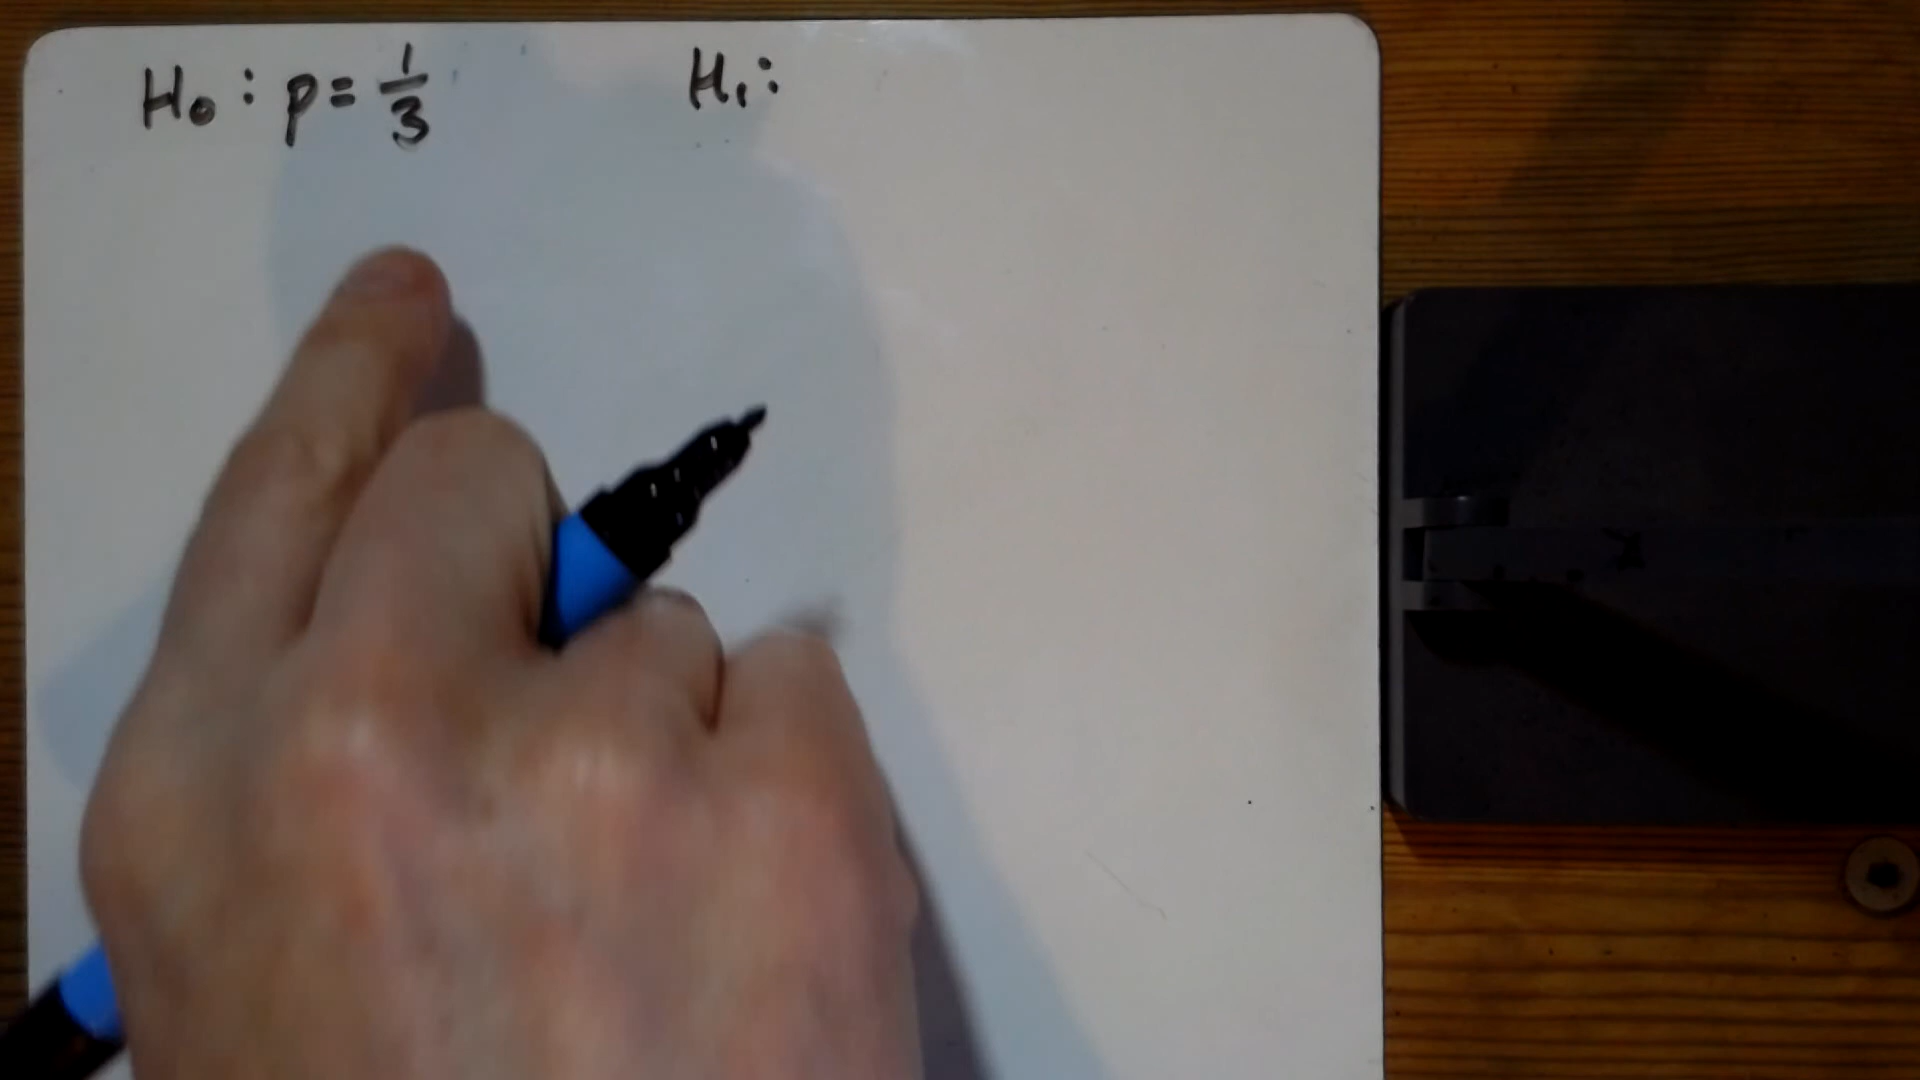 H₀ : p = 1/3 H₁ :